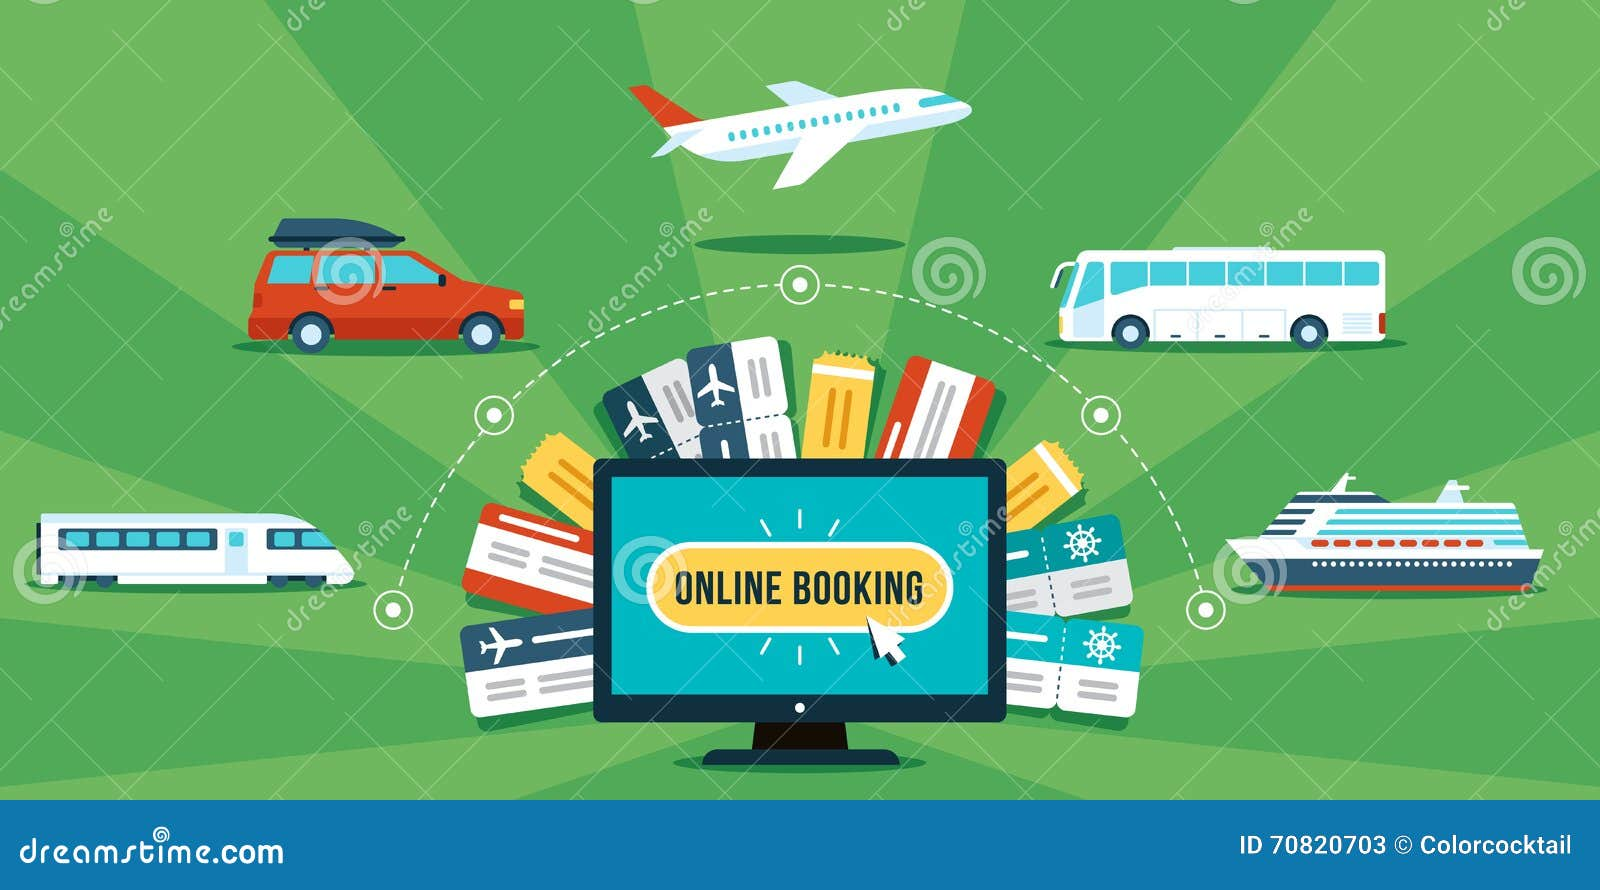 ONLINE BOOKING
dreamstime.com
ID 70820703 © Colorcocktail